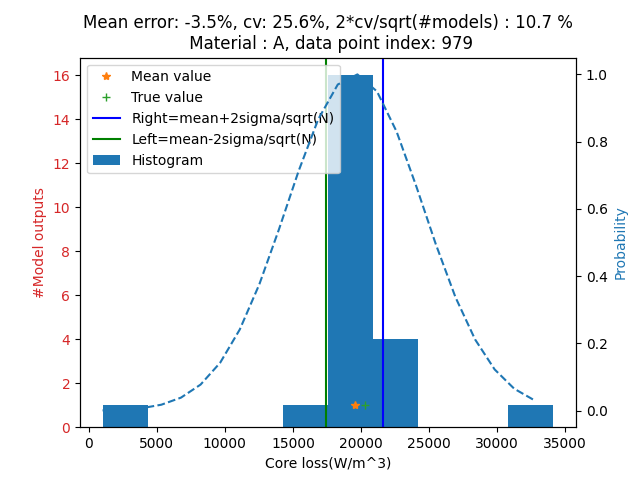 Mean error: -3.5%, cv: 25.6%, 2*cv/sqrt(#models) : 10.7 %
Material : A, data point index: 979
Mean value
True value
Right=mean+2sigma/sqrt(N)
Left=mean-2sigma/sqrt(N)
Histogram
16
14
12
10
8
6
4
2
0
#Model outputs
1.0
0.8
0.6
0.4
0.2
0.0
Probability
0 5000 10000 15000 20000 25000 30000 35000
Core loss(W/m^3)